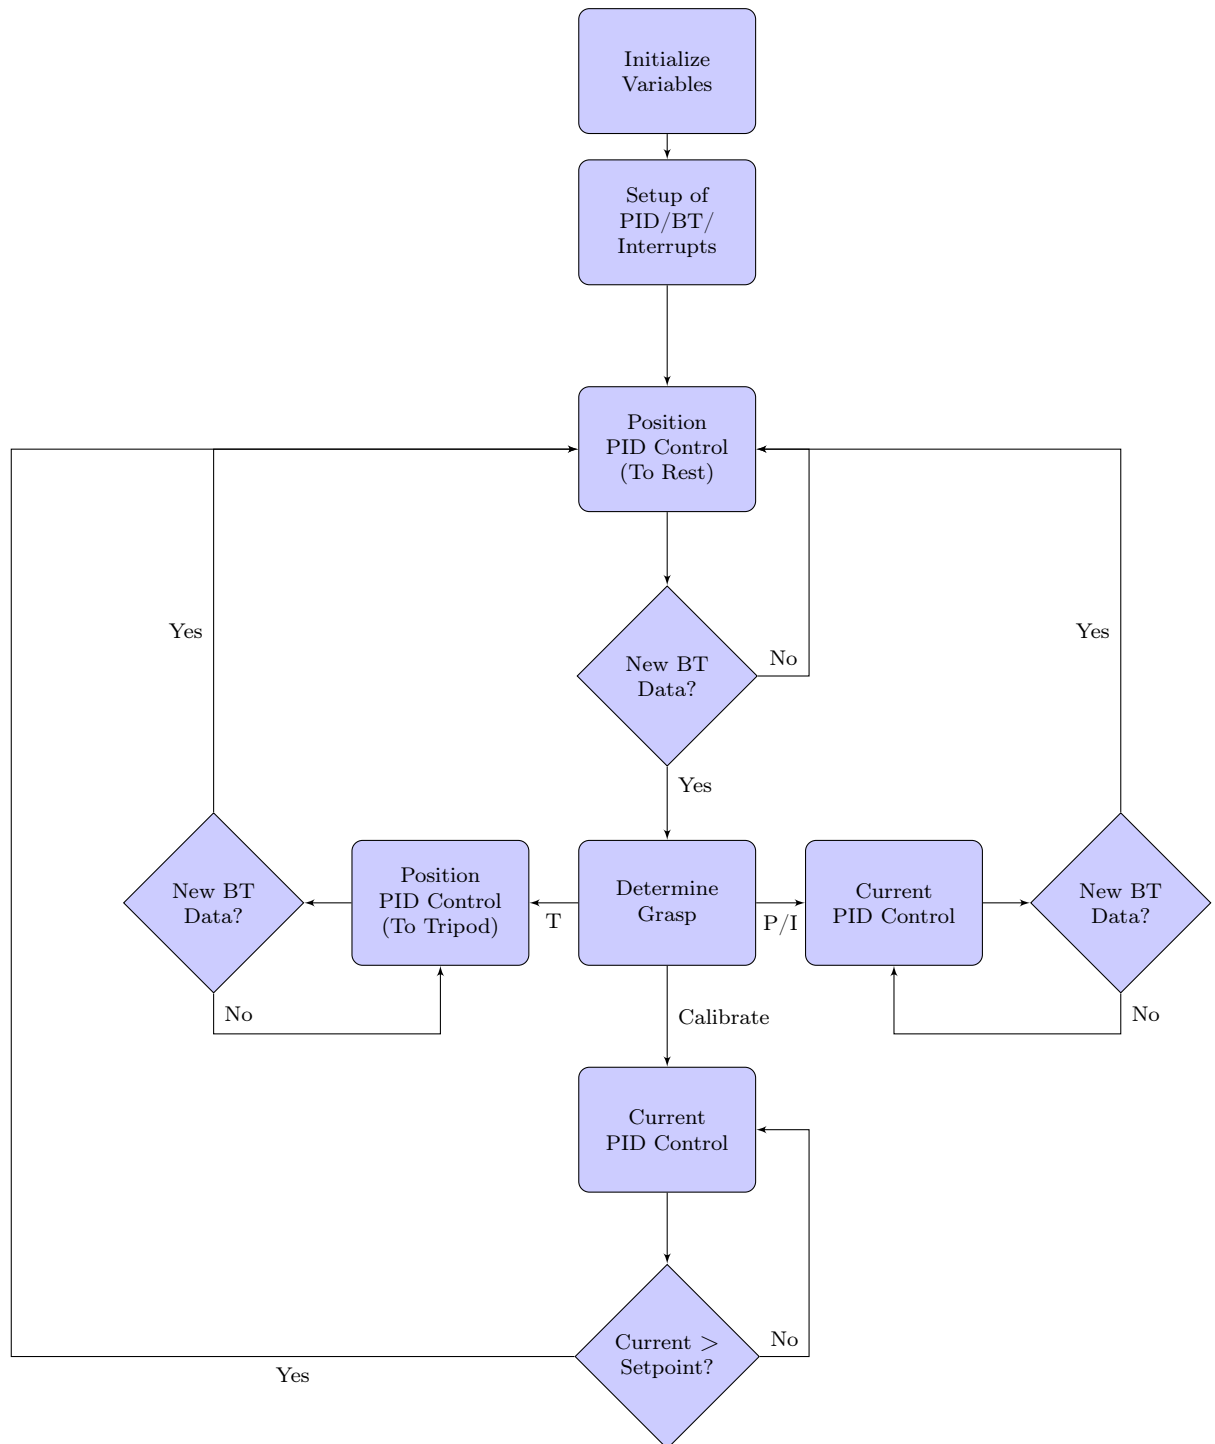 Initialize
Variables
Setup of
PID/BT/
Interrupts
Position
PID Control
(To Rest)
Yes
Yes
New BT
Data?
No
Yes
New BT
Data?
Position
PID Control
(To Tripod)
T
Determine
Grasp
P/I
Current
PID Control
New BT
Data?
No
Calibrate
No
Current
PID Control
Current >
Setpoint?
No
Yes